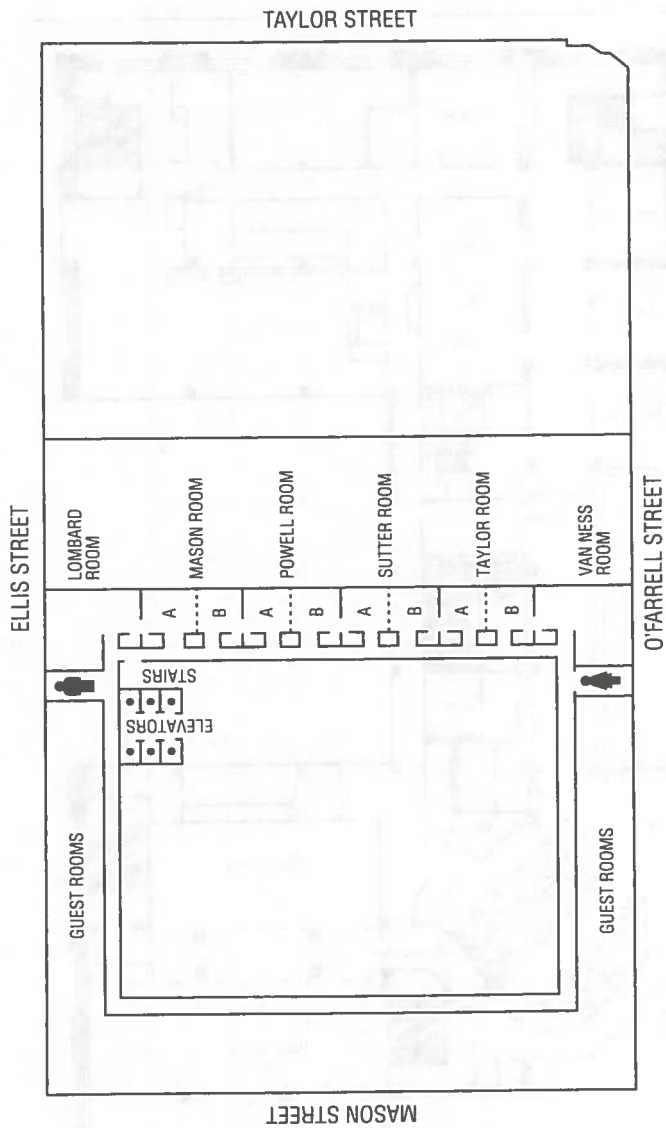 TAYLOR STREET
ELLIS STREET
LOMBARD
ROOM
MASON ROOM
POWELL ROOM
SUTTER ROOM
TAYLOR ROOM
VAN NESS
ROOM
O'FARRELL STREET
A
B
A
B
A
B
A
B
STAIRS
ELEVATORS
GUEST ROOMS
GUEST ROOMS
MASON STREET